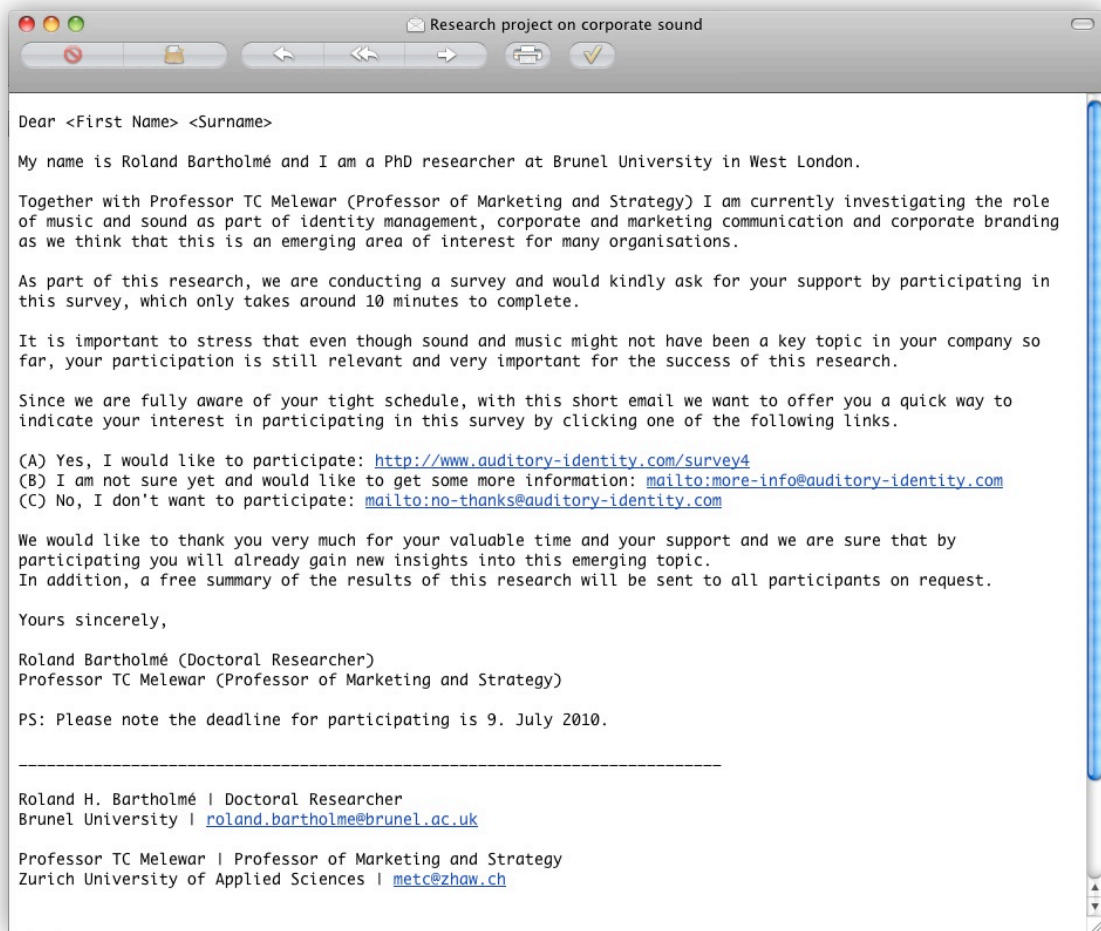 Research project on corporate sound
Dear <First Name> <Surname>
My name is Roland Bartholmé and I am a PhD researcher at Brunel University in West London.
Together with Professor TC Melewar (Professor of Marketing and Strategy) I am currently investigating the role
of music and sound as part of identity management, corporate and marketing communication and corporate branding
as we think that this is an emerging area of interest for many organisations.
As part of this research, we are conducting a survey and would kindly ask for your support by participating in
this survey, which only takes around 10 minutes to complete.
It is important to stress that even though sound and music might not have been a key topic in your company so
far, your participation is still relevant and very important for the success of this research.
Since we are fully aware of your tight schedule, with this short email we want to offer you a quick way to
indicate your interest in participating in this survey by clicking one of the following links.
(A) Yes, I would like to participate: http://www.auditory-identity.com/survey4
(B) I am not sure yet and would like to get some more information: mailto:more-info@auditory-identity.com
(C) No, I don't want to participate: mailto:no-thanks@auditory-identity.com
We would like to thank you very much for your valuable time and your support and we are sure that by
participating you will already gain new insights into this emerging topic.
In addition, a free summary of the results of this research will be sent to all participants on request.
Yours sincerely,
Roland Bartholmé (Doctoral Researcher)
Professor TC Melewar (Professor of Marketing and Strategy)
PS: Please note the deadline for participating is 9. July 2010.
Roland H. Bartholmé | Doctoral Researcher
Brunel University | roland.bartholme@brunel.ac.uk
Professor TC Melewar | Professor of Marketing and Strategy
Zurich University of Applied Sciences | metc@zhaw.ch